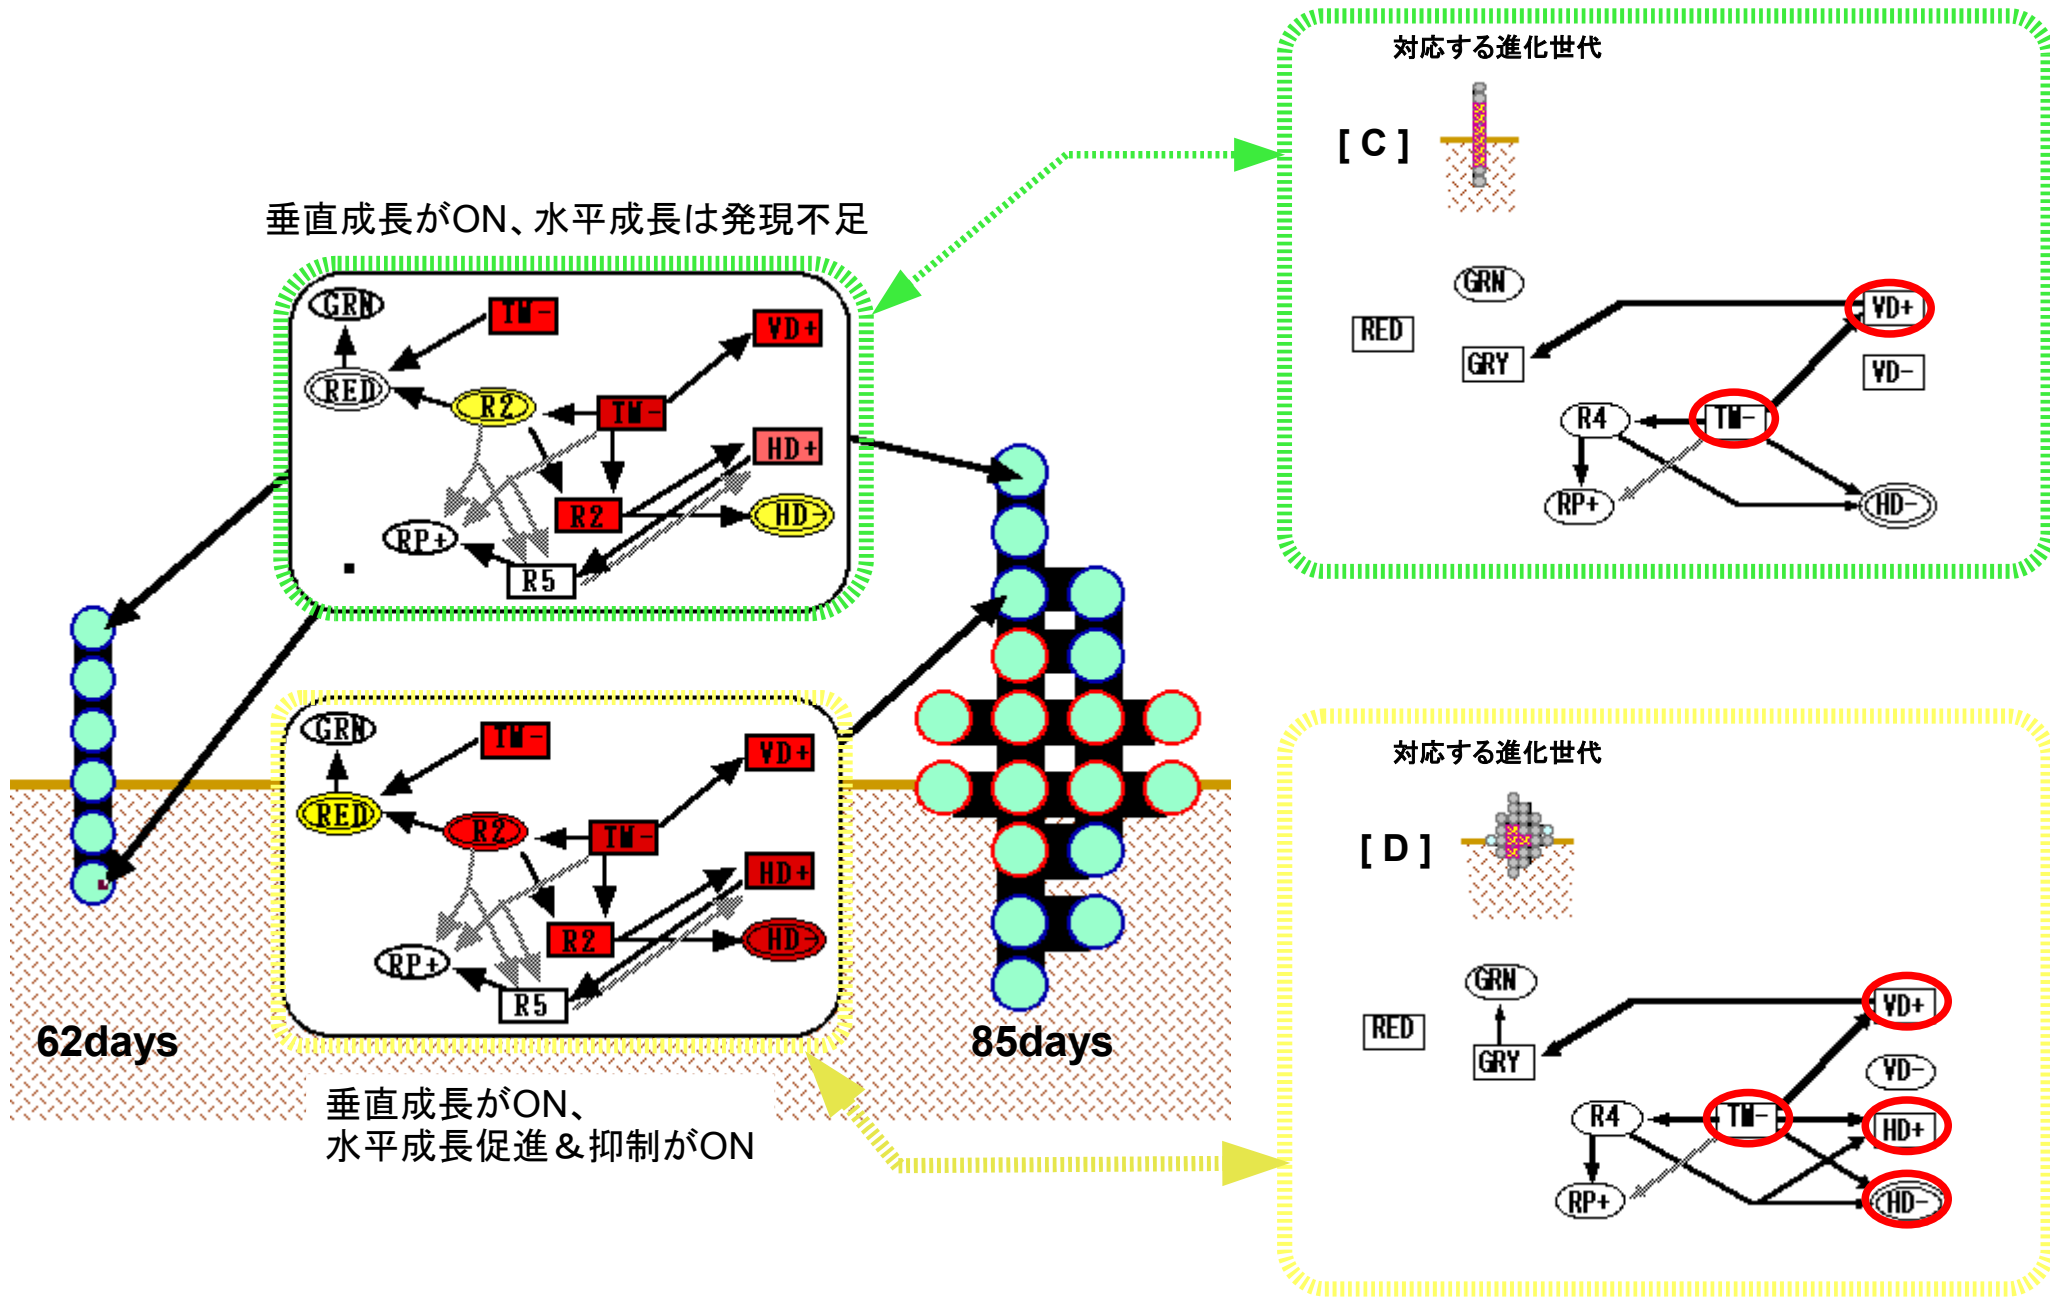 対応する進化世代
[ C ]
垂直成長がON、水平成長は発現不足
GRN
TM-
VD+
RED
R2
TM-
HD+
R2
HD-
RP+
R5
GRN
VD+
RED
GRY
VD-
R4
TM-
RP+
HD-
GRN
TM-
VD+
RED
R2
TM-
HD+
R2
HD-
RP+
R5
62days
85days
垂直成長がON、
水平成長促進＆抑制がON
対応する進化世代
[ D ]
GRN
VD+
RED
GRY
VD-
R4
TM-
HD+
RP+
HD-